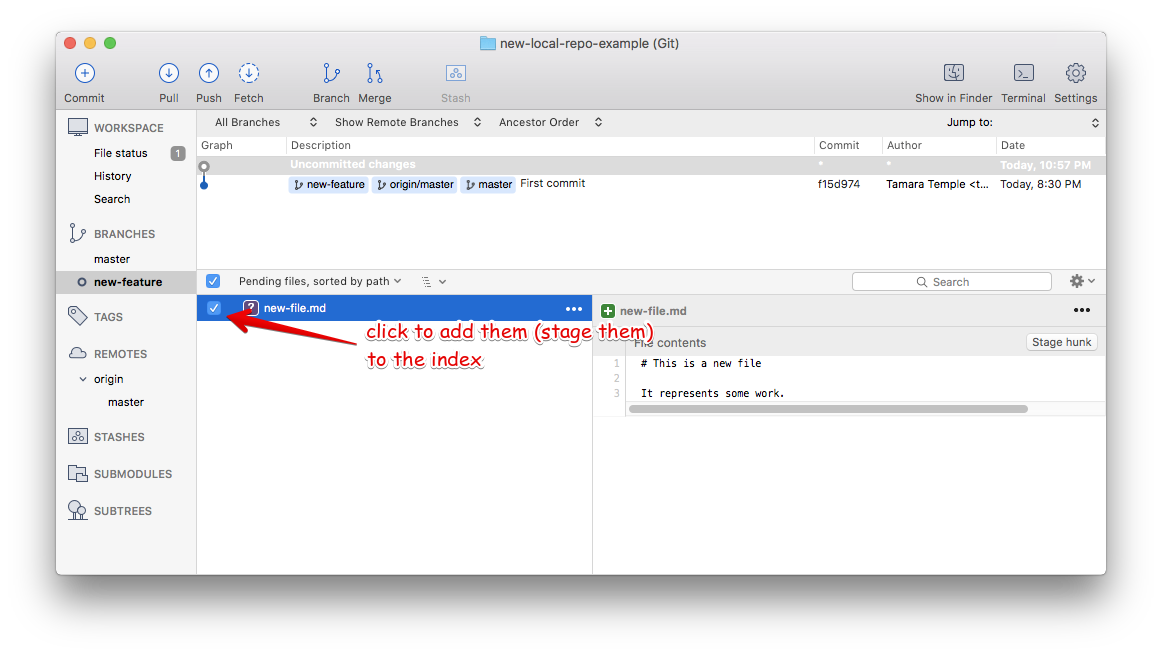 new-local-repo-example (Git)
Commit Pull Push Fetch Branch Merge Stash Show in Finder Terminal Settings
WORKSPACE
File status 1
History
Search
BRANCHES
master
new-feature
TAGS
REMOTES
origin
master
STASHES
SUBMODULES
SUBTREES
All Branches Show Remote Branches Ancestor Order Jump to:
Graph Description Commit Author Date
Uncommitted changes * * Today, 10:57 PM
new-feature origin/master master First commit f15d974 Tamara Temple <t... Today, 8:30 PM
Pending files, sorted by path Search
? new-file.md •••
click to add them (stage them)
to the index
new-file.md •••
File contents Stage hunk
1 # This is a new file
2
3 It represents some work.